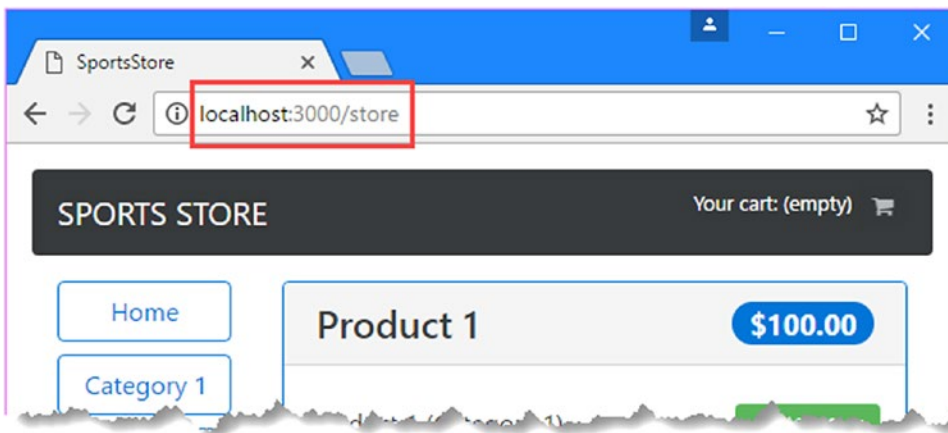 SportsStore
localhost:3000/store
SPORTS STORE
Your cart: (empty)
Home
Product 1
$100.00
Category 1